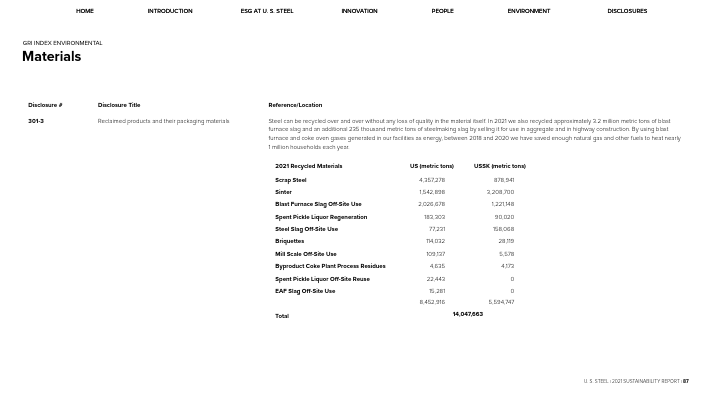 HOME INTRODUCTION ESG AT U. S. STEEL INNOVATION PEOPLE ENVIRONMENT DISCLOSURES
GRI INDEX ENVIRONMENTAL
Materials
Disclosure # Disclosure Title Reference/Location
301-3 Reclaimed products and their packaging materials Steel can be recycled over and over without any loss of quality in the material itself. In 2021 we also recycled approximately 3.2 million metric tons of blast
furnace slag and an additional 235 thousand metric tons of steelmaking slag by selling it for use in aggregate and in highway construction. By using blast
furnace and coke oven gases generated in our facilities as energy, between 2018 and 2020 we have saved enough natural gas and other fuels to heat nearly
1 million households each year.
2021 Recycled Materials US (metric tons) USSK (metric tons)
Scrap Steel 4,357,278 878,941
Sinter 1,542,898 3,208,700
Blast Furnace Slag Off-Site Use 2,026,678 1,221,148
Spent Pickle Liquor Regeneration 183,303 90,020
Steel Slag Off-Site Use 77,231 158,068
Briquettes 114,032 28,119
Mill Scale Off-Site Use 109,137 5,578
Byproduct Coke Plant Process Residues 4,635 4,173
Spent Pickle Liquor Off-Site Reuse 22,443 0
EAF Slag Off-Site Use 15,281 0
8,452,916 5,594,747
Total 14,047,663
U. S. STEEL | 2021 SUSTAINABILITY REPORT | 87